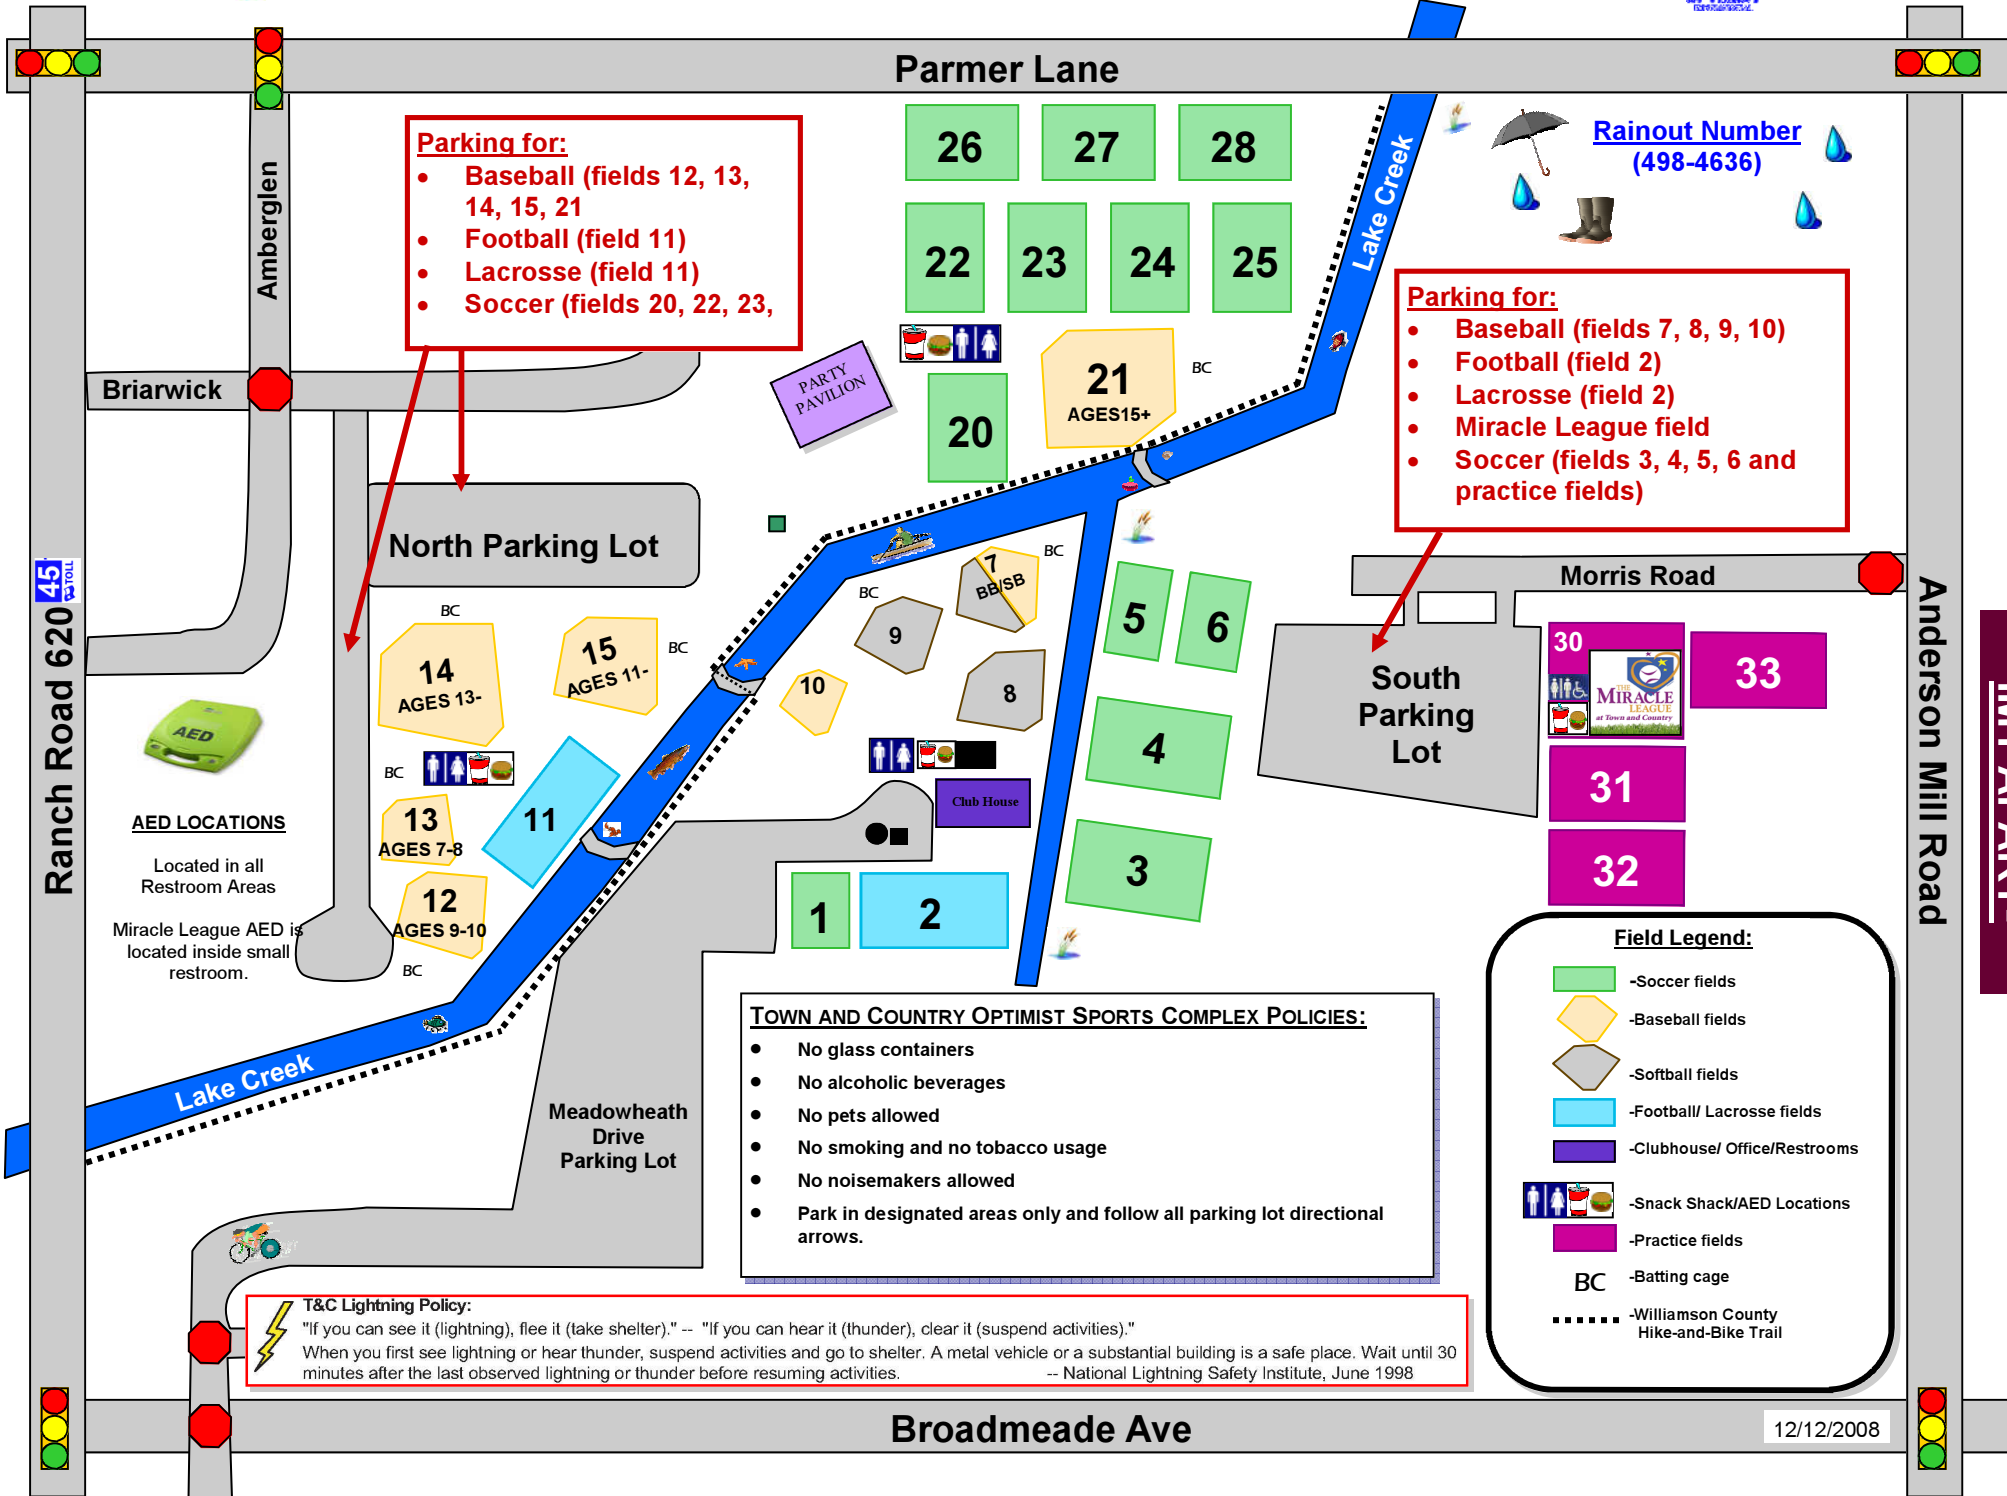 Parmer Lane
Amberglen
Parking for:
• Baseball (fields 12, 13,
14, 15, 21
• Football (field 11)
• Lacrosse (field 11)
• Soccer (fields 20, 22, 23,
26
27
28
22
23
24
25
Lake Creek
Rainout Number
(498-4636)
Parking for:
• Baseball (fields 7, 8, 9, 10)
• Football (field 2)
• Lacrosse (field 2)
• Miracle League field
• Soccer (fields 3, 4, 5, 6 and
practice fields)
Briarwick
PARTY
PAVILION
20
21
AGES15+
BC
North Parking Lot
Ranch Road 620
45
TOLL
BC
14
AGES 13-
15
AGES 11-
BC
BC
9
7
BB/SB
BC
10
8
5
6
4
3
Morris Road
South
Parking
Lot
30
THE
MIRACLE
LEAGUE
at Town and Country
33
31
32
Anderson Mill Road
AED
AED LOCATIONS
Located in all
Restroom Areas
Miracle League AED is
located inside small
restroom.
BC
13
AGES 7-8
12
AGES 9-10
BC
11
Club House
1
2
Lake Creek
Meadowheath
Drive
Parking Lot
TOWN AND COUNTRY OPTIMIST SPORTS COMPLEX POLICIES:
• No glass containers
• No alcoholic beverages
• No pets allowed
• No smoking and no tobacco usage
• No noisemakers allowed
• Park in designated areas only and follow all parking lot directional
arrows.
Field Legend:
-Soccer fields
-Baseball fields
-Softball fields
-Football/ Lacrosse fields
-Clubhouse/ Office/Restrooms
-Snack Shack/AED Locations
-Practice fields
BC -Batting cage
-Williamson County
Hike-and-Bike Trail
T&C Lightning Policy:
"If you can see it (lightning), flee it (take shelter)." -- "If you can hear it (thunder), clear it (suspend activities)."
When you first see lightning or hear thunder, suspend activities and go to shelter. A metal vehicle or a substantial building is a safe place. Wait until 30
minutes after the last observed lightning or thunder before resuming activities. -- National Lightning Safety Institute, June 1998
Broadmeade Ave
12/12/2008